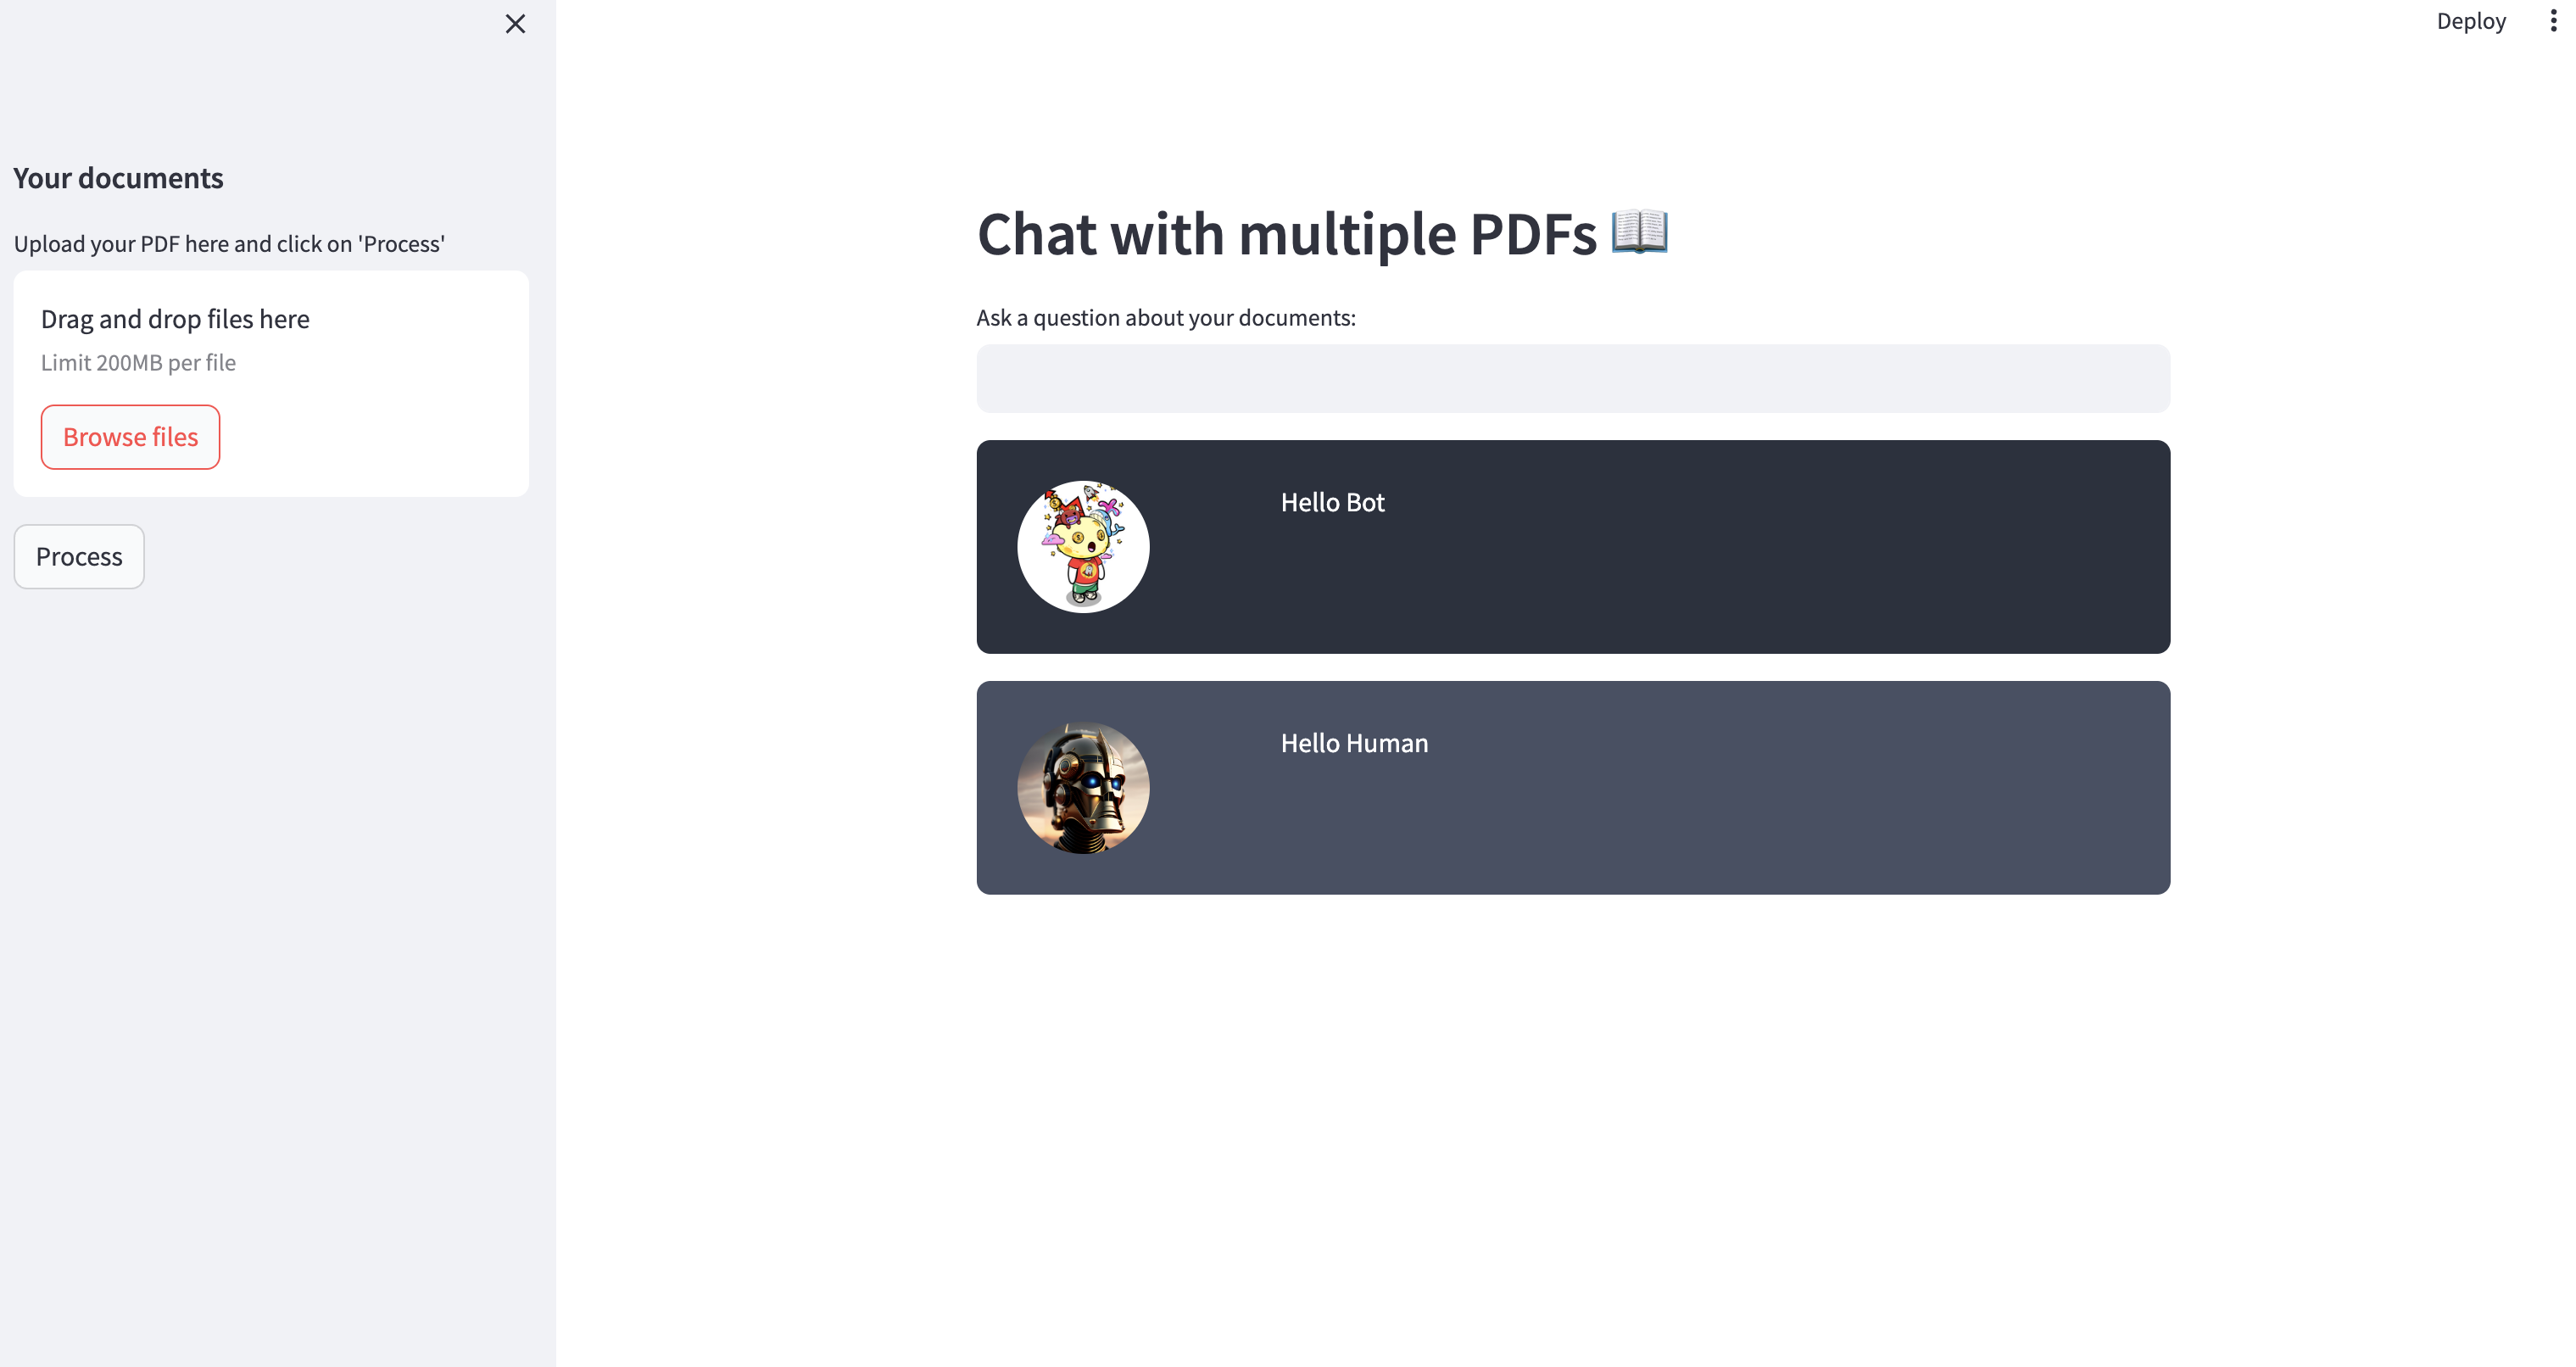 Deploy
Your documents
Upload your PDF here and click on 'Process'
Drag and drop files here
Limit 200MB per file
Browse files
Process
Chat with multiple PDFs 📖
Ask a question about your documents:
Hello Bot
Hello Human